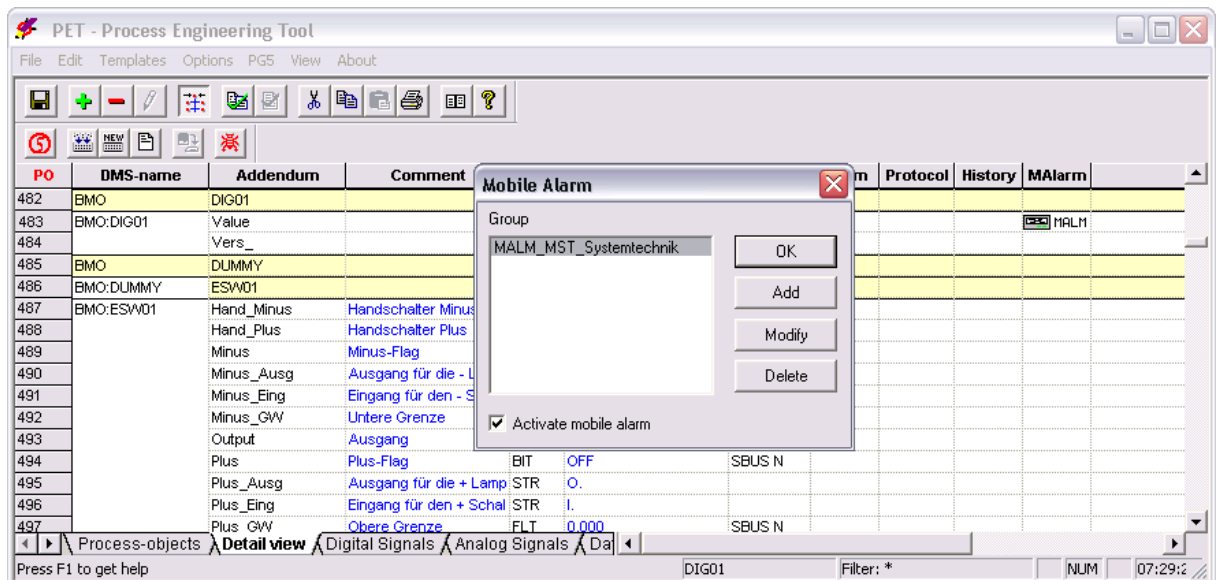 PET - Process Engineering Tool
File Edit Templates Options PG5 View About
NEW
PO DMS-name Addendum Comment m Protocol History MAlarm
482 BMO DIG01
483 BMO:DIG01 Value MALM
484 Vers_
485 BMO DUMMY
486 BMO:DUMMY ESW01
487 BMO:ESW01 Hand_Minus Handschalter Minus
488 Hand_Plus Handschalter Plus
489 Minus Minus-Flag
490 Minus_Ausg Ausgang für die - L
491 Minus_Eing Eingang für den - S
492 Minus_GW Untere Grenze
493 Output Ausgang
494 Plus Plus-Flag BIT OFF SBUS N
495 Plus_Ausg Ausgang für die + Lamp STR O.
496 Plus_Eing Eingang für den + Schal STR I.
497 Plus_GW Obere Grenze FLT 0.000 SBUS N
Mobile Alarm
Group
MALM_MST_Systemtechnik
OK
Add
Modify
Delete
Activate mobile alarm
Process-objects Detail view Digital Signals Analog Signals Da
Press F1 to get help DIG01 Filter: * NUM 07:29:2